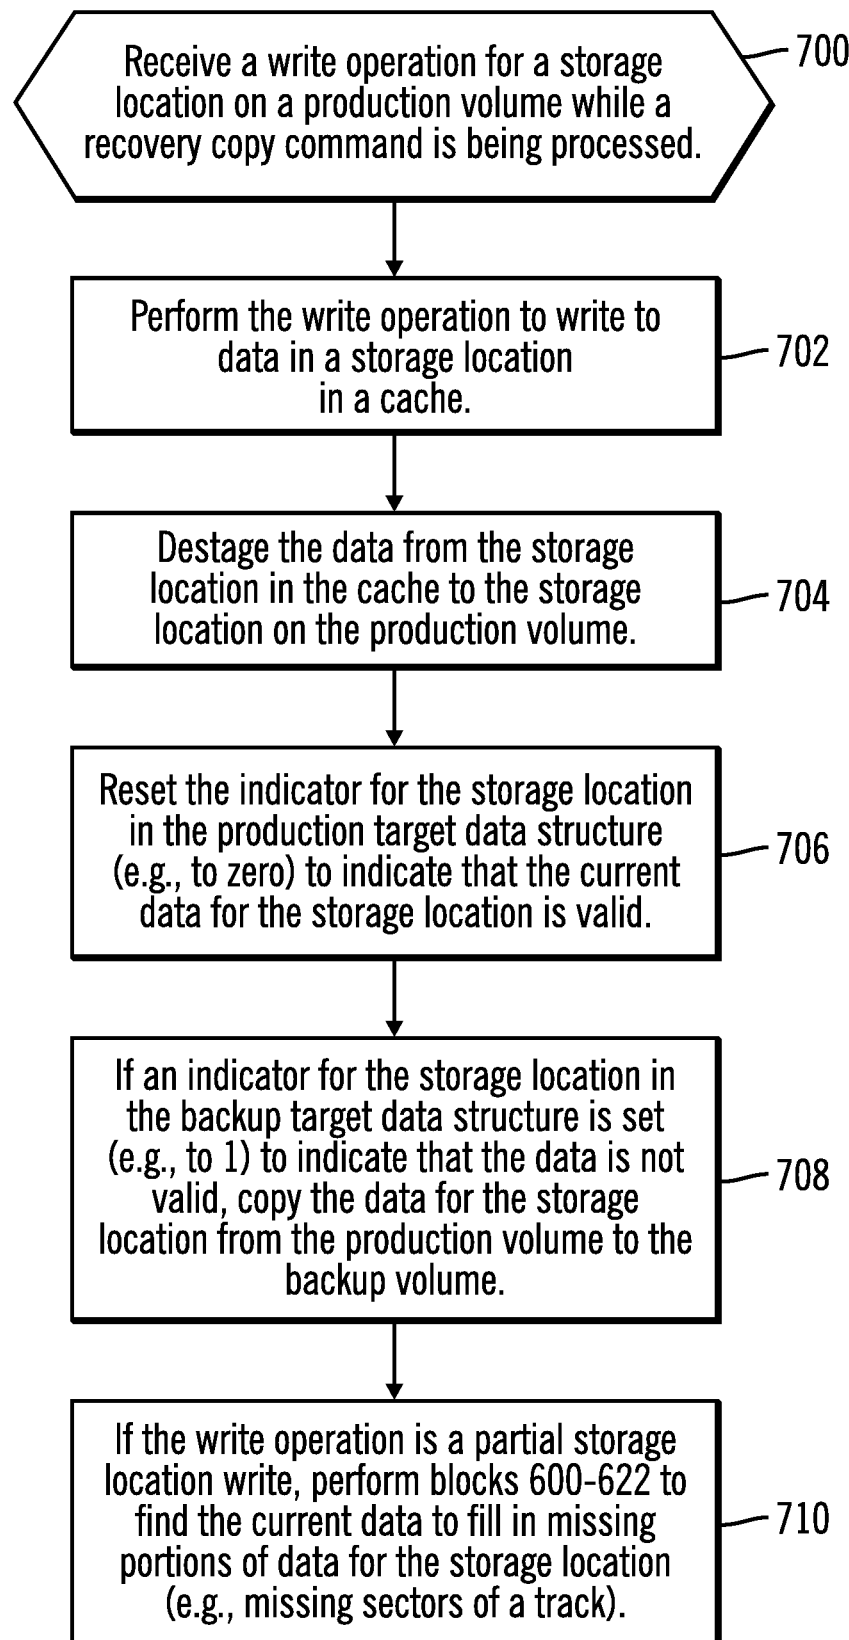 Receive a write operation for a storage
location on a production volume while a
recovery copy command is being processed.
700
Perform the write operation to write to
data in a storage location
in a cache.
702
Destage the data from the storage
location in the cache to the storage
location on the production volume.
704
Reset the indicator for the storage location
in the production target data structure
(e.g., to zero) to indicate that the current
data for the storage location is valid.
706
If an indicator for the storage location in
the backup target data structure is set
(e.g., to 1) to indicate that the data is not
valid, copy the data for the storage
location from the production volume to the
backup volume.
708
If the write operation is a partial storage
location write, perform blocks 600-622 to
find the current data to fill in missing
portions of data for the storage location
(e.g., missing sectors of a track).
710